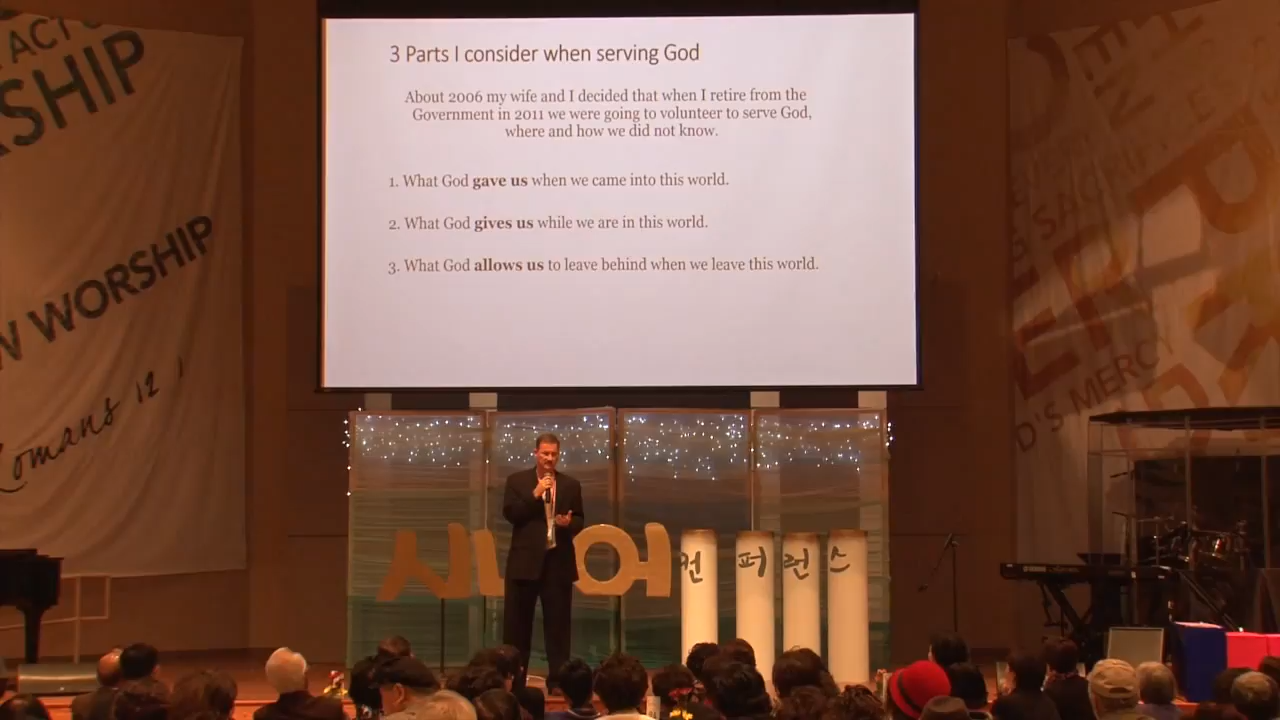 3 Parts I consider when serving God
About 2006 my wife and I decided that when I retire from the
Government in 2011 we were going to volunteer to serve God,
where and how we did not know.
1. What God gave us when we came into this world.
2. What God gives us while we are in this world.
3. What God allows us to leave behind when we leave this world.
SHIP
WORSHIP
Romans 12 1
D'S MERCY
시니어 컨퍼런스